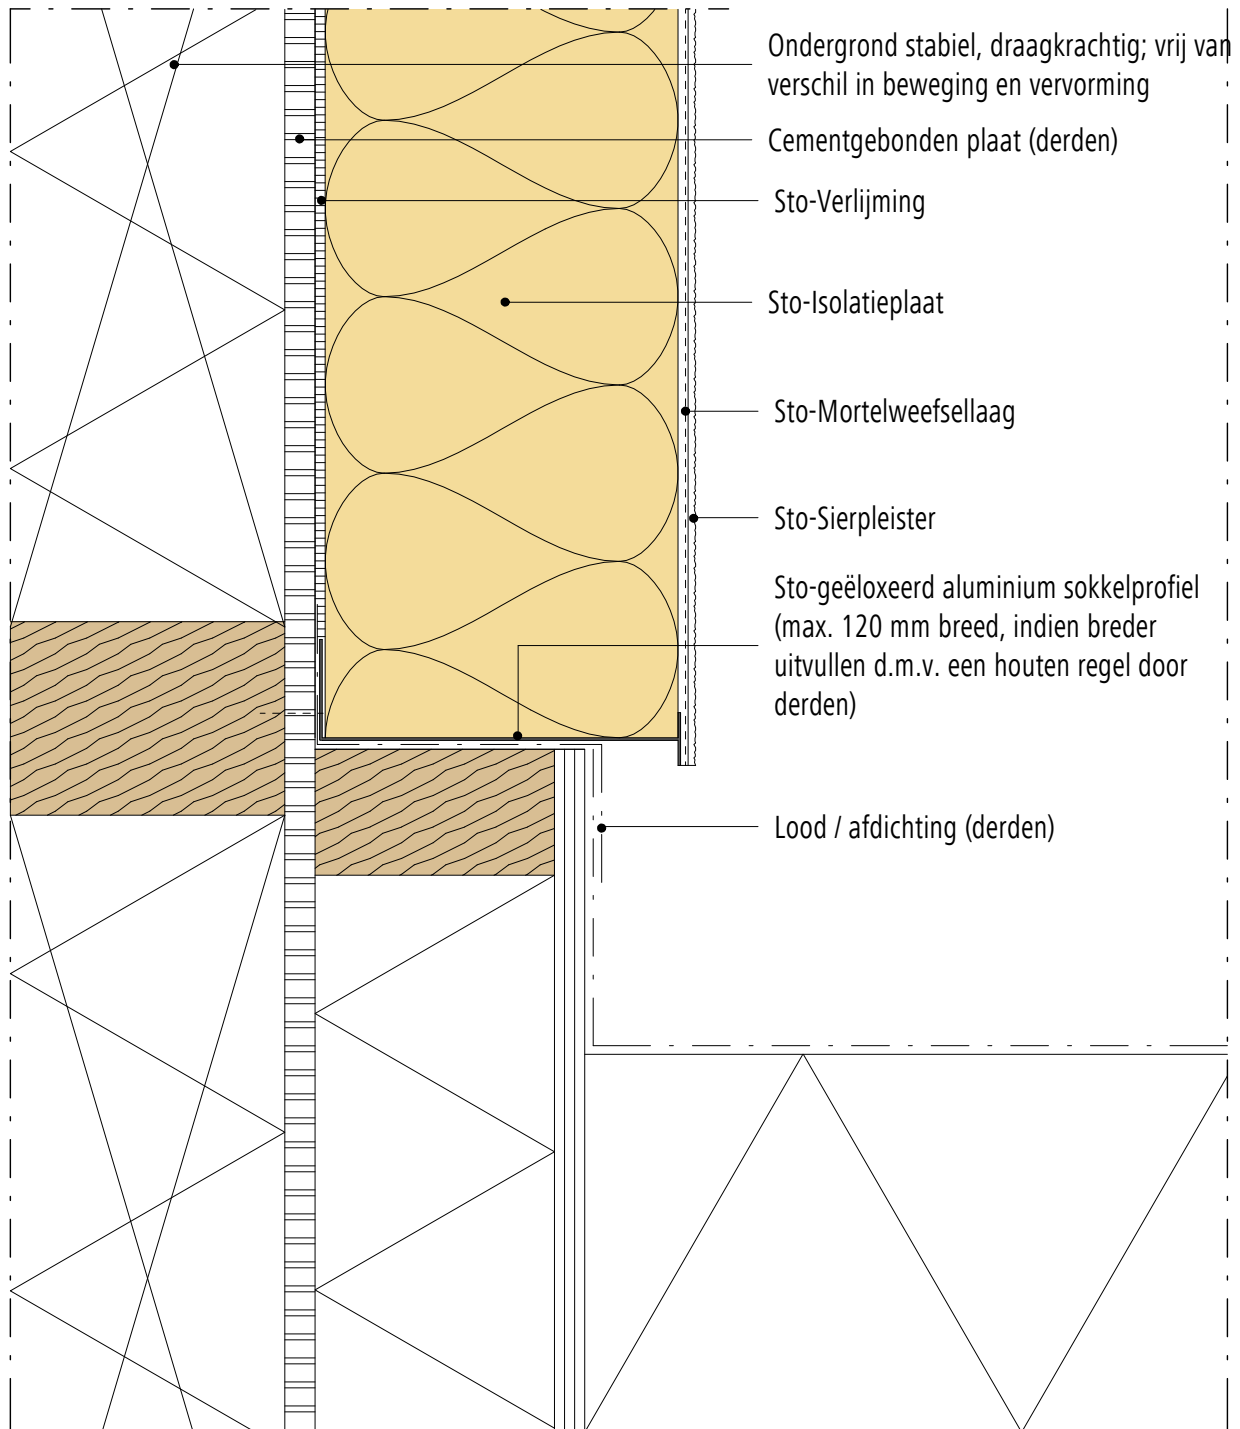 Ondergrond stabiel, draagkrachtig; vrij van
verschil in beweging en vervorming
Cementgebonden plaat (derden)
Sto-Verlijming
Sto-Isolatieplaat
Sto-Mortelweefsellaag
Sto-Sierpleister
Sto-geëloxeerd aluminium sokkelprofiel
(max. 120 mm breed, indien breder
uitvullen d.m.v. een houten regel door
derden)
Lood / afdichting (derden)